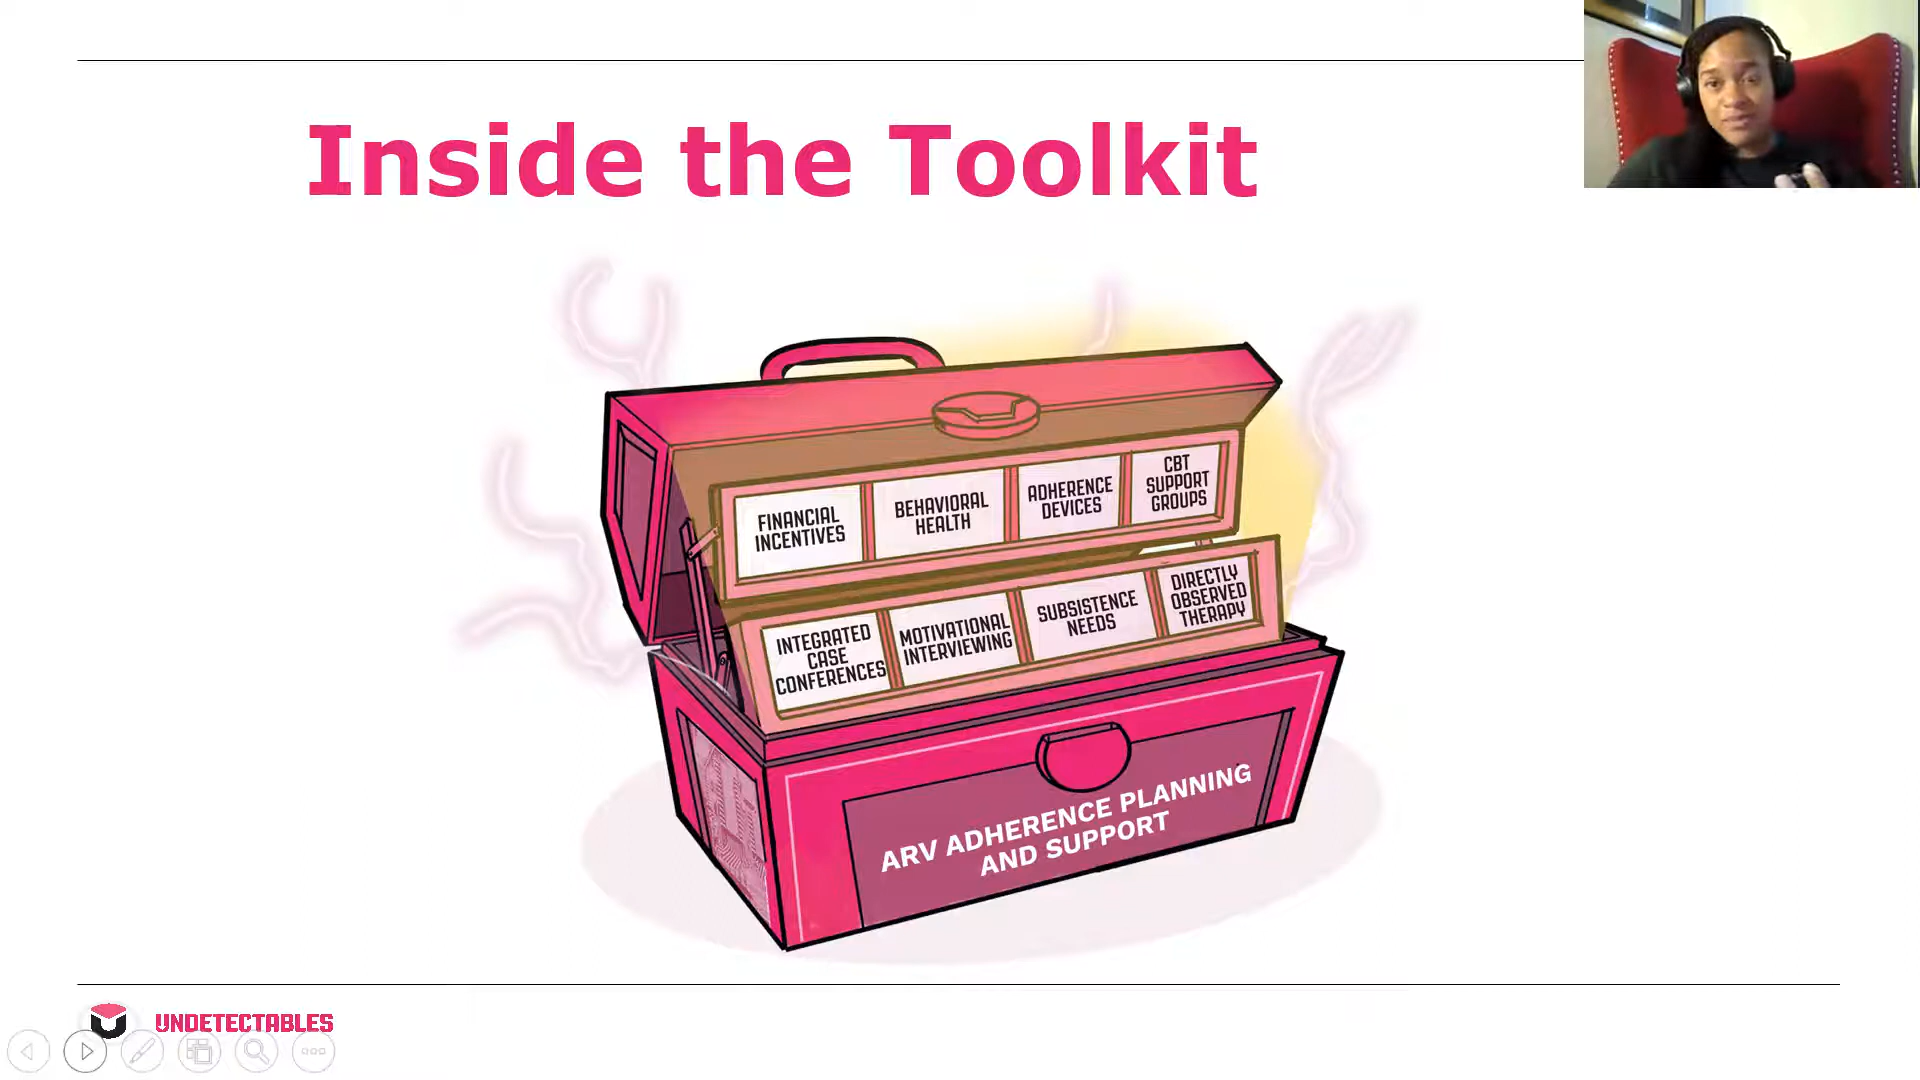 Inside the Toolkit
FINANCIAL
INCENTIVES
BEHAVIORAL
HEALTH
ADHERENCE
DEVICES
CBT
SUPPORT
GROUPS
INTEGRATED
CASE
CONFERENCES
MOTIVATIONAL
INTERVIEWING
SUBSISTENCE
NEEDS
DIRECTLY
OBSERVED
THERAPY
ARV ADHERENCE PLANNING
AND SUPPORT
UNDETECTABLES